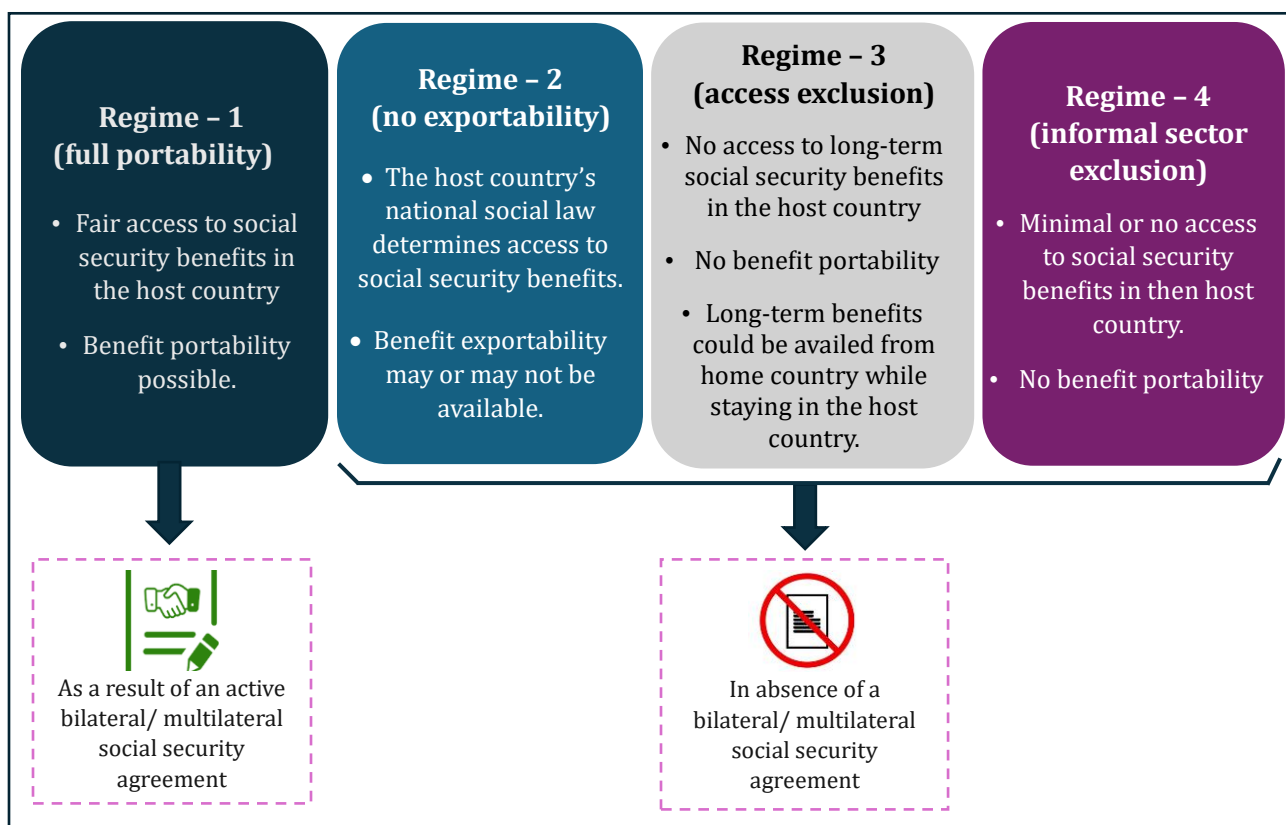 Regime – 1
(full portability)
• Fair access to social
security benefits in
the host country
• Benefit portability
possible.
Regime – 2
(no exportability)
• The host country's
national social law
determines access to
social security benefits.
• Benefit exportability
may or may not be
available.
Regime – 3
(access exclusion)
• No access to long-term
social security benefits
in the host country
• No benefit portability
• Long-term benefits
could be availed from
home country while
staying in the host
country.
Regime – 4
(informal sector
exclusion)
• Minimal or no access
to social security
benefits in then host
country.
• No benefit portability
As a result of an active
bilateral/ multilateral
social security
agreement
In absence of a
bilateral/ multilateral
social security
agreement